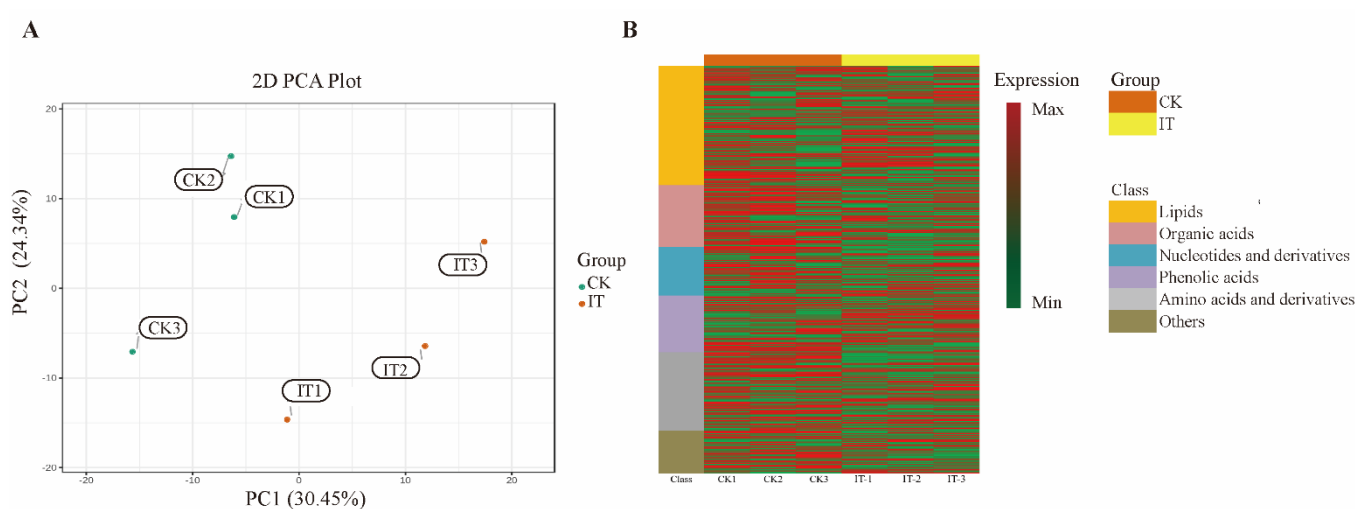 A
2D PCA Plot
20
10
0
-10
-20
-20
-10
0
10
20
PC2 (24.34%)
PC1 (30.45%)
CK2
CK1
IT3
CK3
IT2
IT1
Group
CK
IT
B
Class
CK1
CK2
CK3
IT-1
IT-2
IT-3
Expression
Max
Min
Group
CK
IT
Class
Lipids
Organic acids
Nucleotides and derivatives
Phenolic acids
Amino acids and derivatives
Others